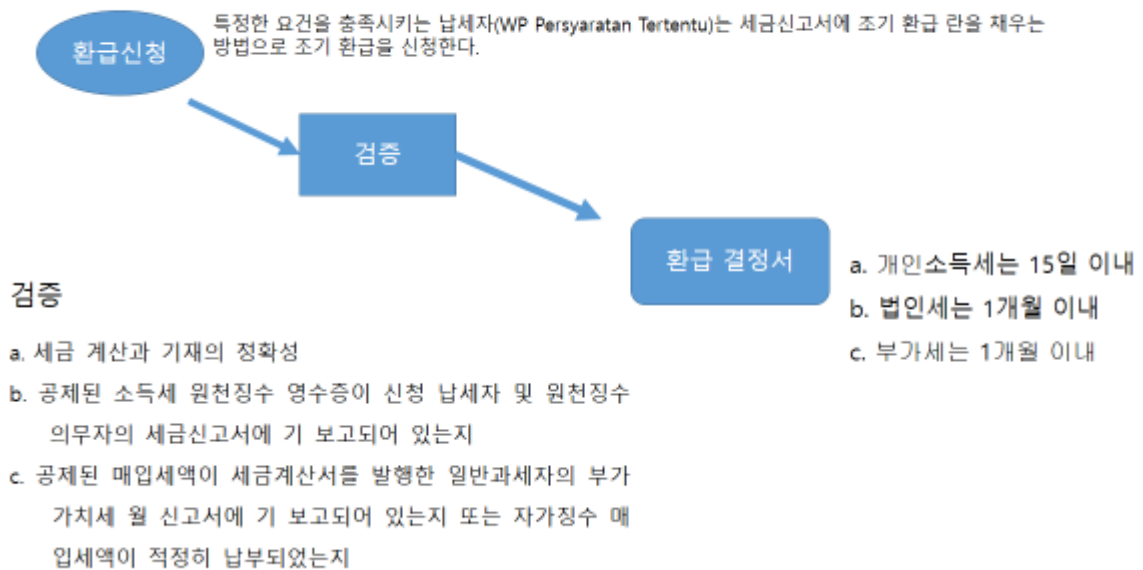 특정한 요건을 충족시키는 납세자(WP Persyaratan Tertentu)는 세금신고서에 조기 환급 란을 채우는
방법으로 조기 환급을 신청한다.
환급신청
검증
환급 결정서
a. 개인소득세는 15일 이내
b. 법인세는 1개월 이내
c. 부가세는 1개월 이내
검증
a. 세금 계산과 기재의 정확성
b. 공제된 소득세 원천징수 영수증이 신청 납세자 및 원천징수
의무자의 세금신고서에 기 보고되어 있는지
c. 공제된 매입세액이 세금계산서를 발행한 일반과세자의 부가
가치세 월 신고서에 기 보고되어 있는지 또는 자가징수 매
입세액이 적정히 납부되었는지